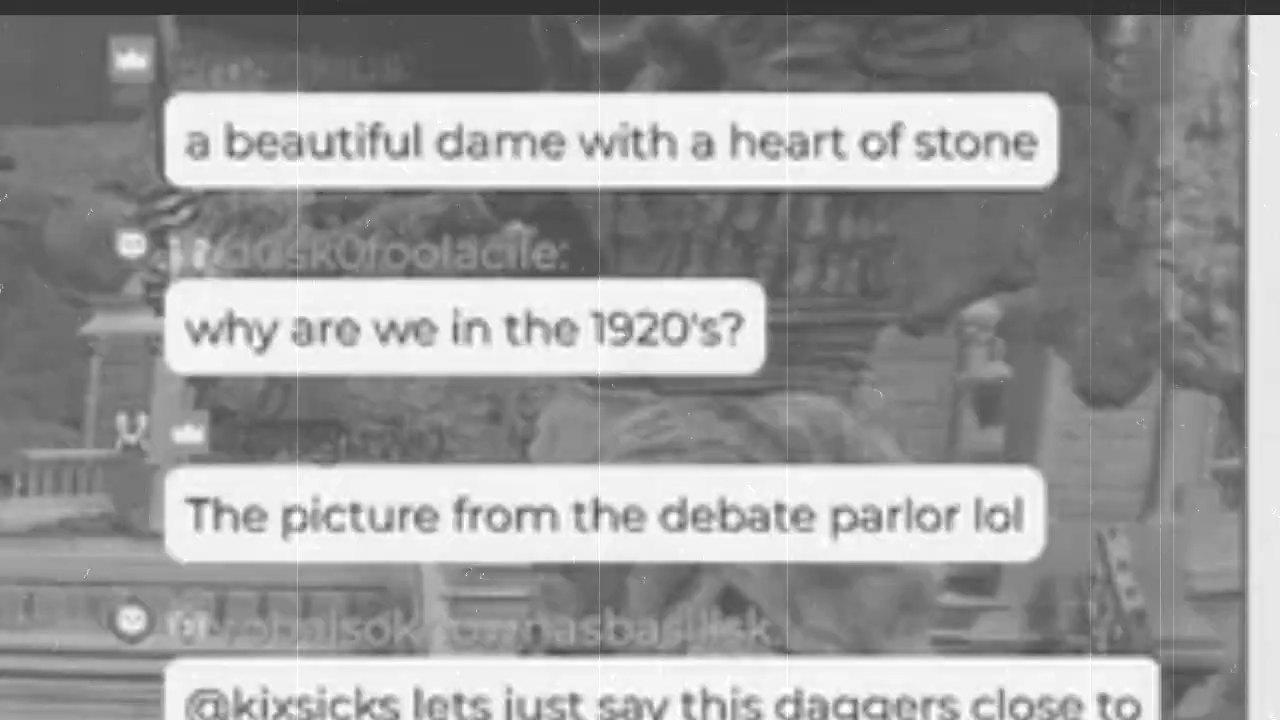 a beautiful dame with a heart of stone
why are we in the 1920's?
The picture from the debate parlor lol
@kixsicks lets just say this daggers close to